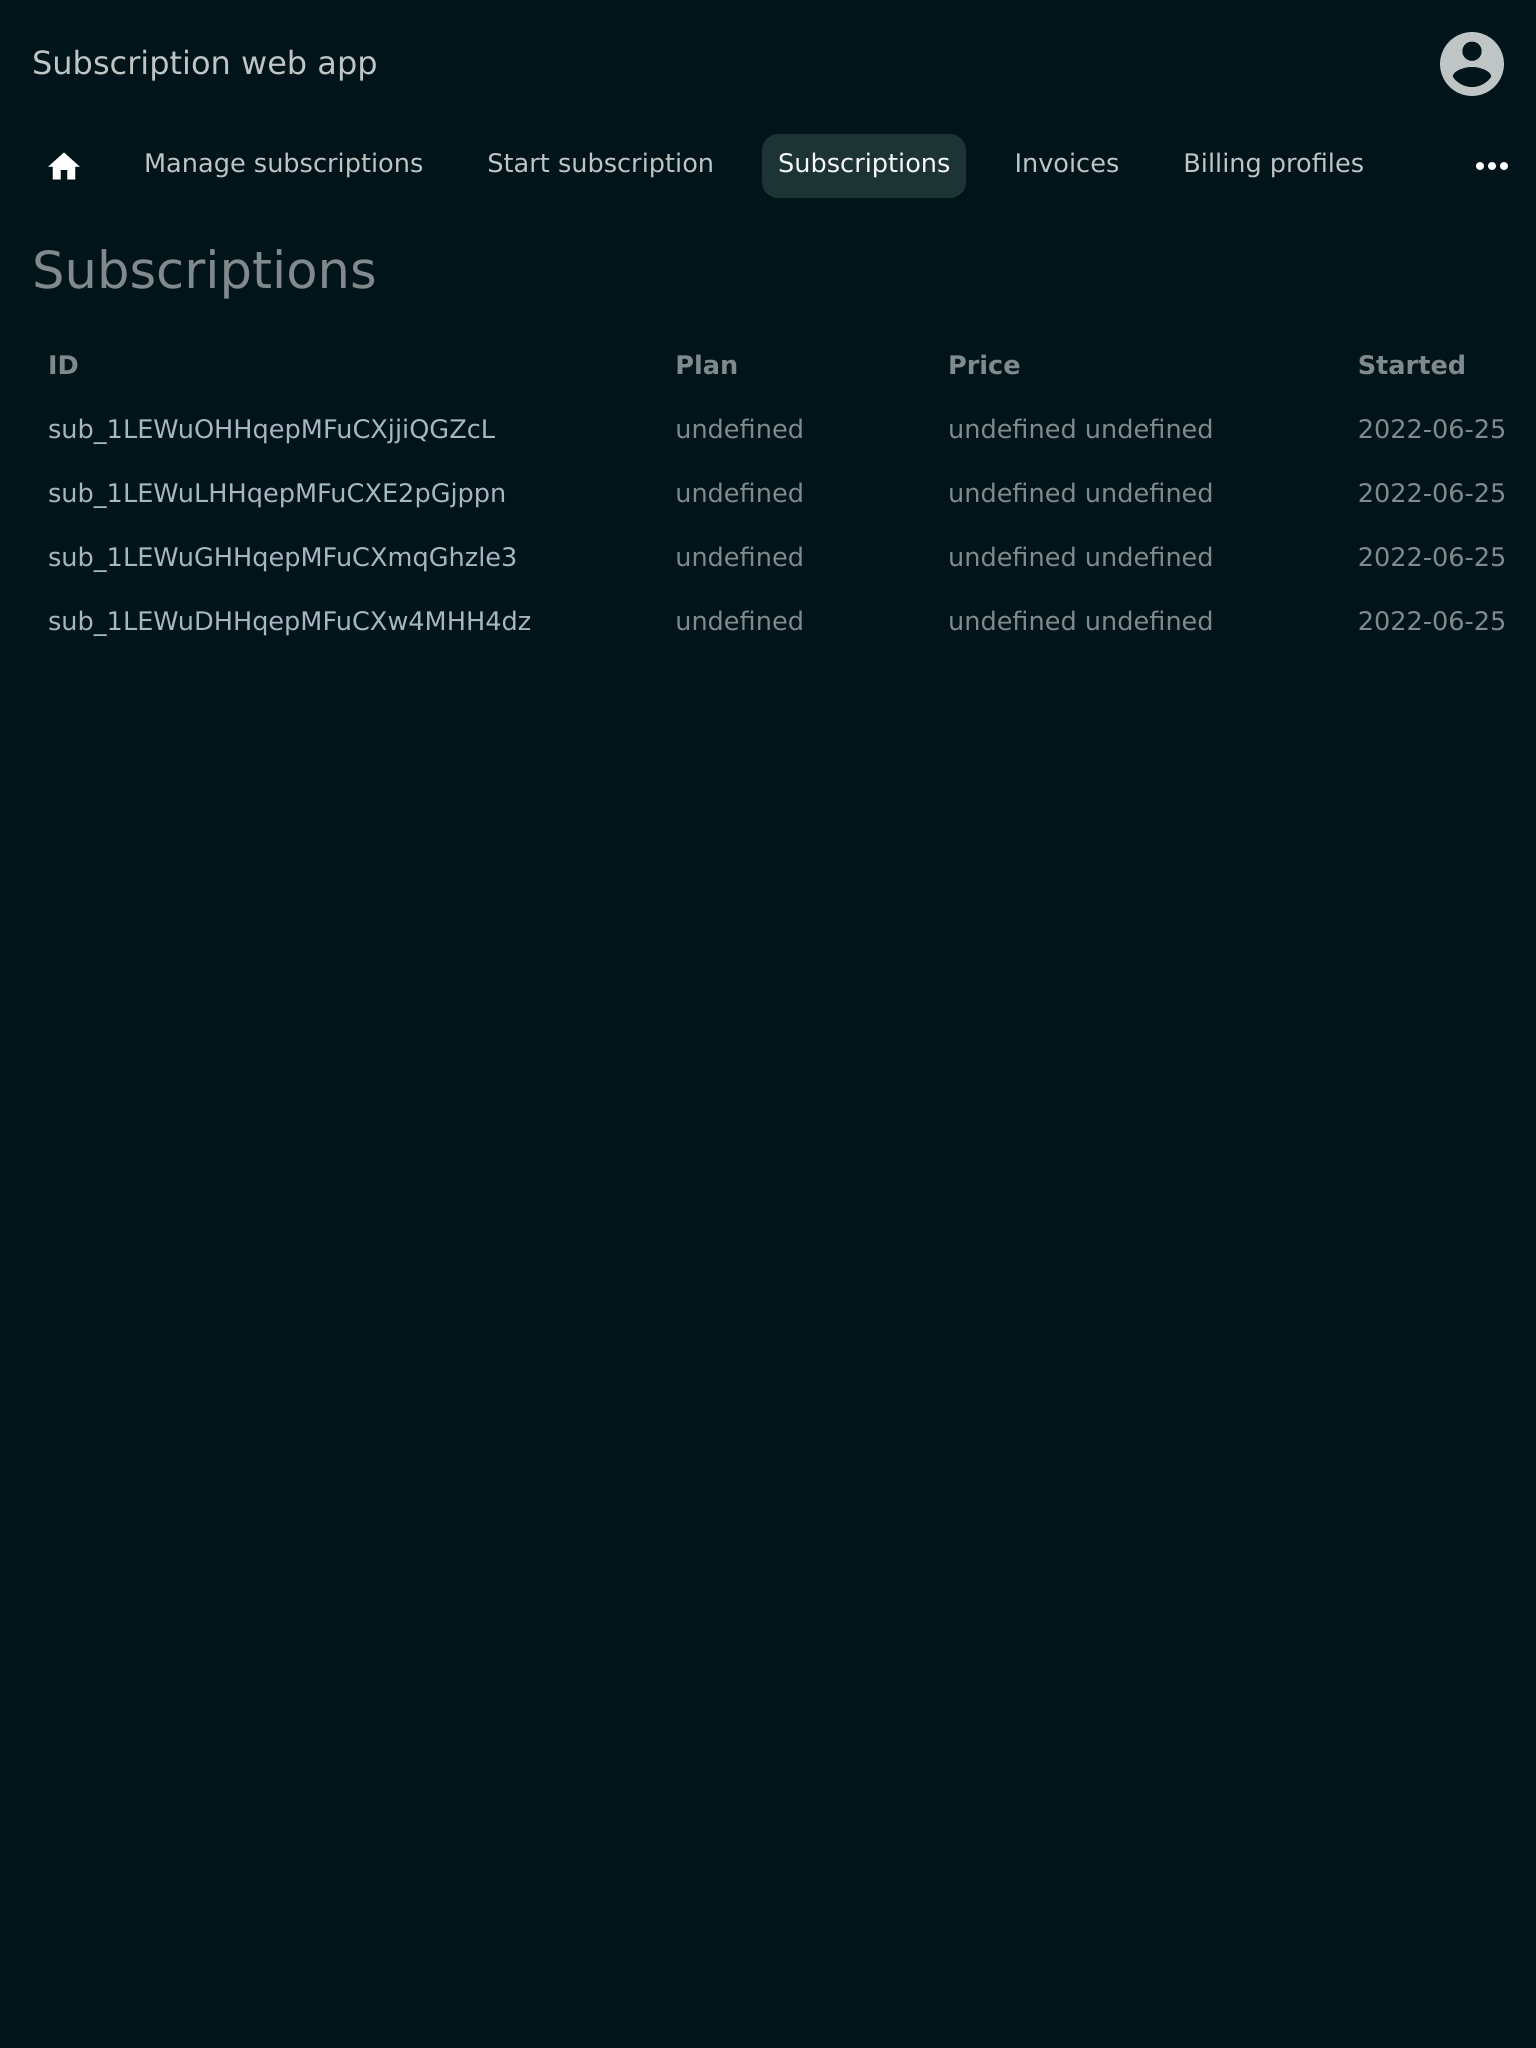 Subscription web app
Manage subscriptions Start subscription Subscriptions Invoices Billing profiles
Subscriptions
ID Plan Price Started
sub_1LEWuOHHqepMFuCXjjiQGZcL undefined undefined undefined 2022-06-25
sub_1LEWuLHHqepMFuCXE2pGjppn undefined undefined undefined 2022-06-25
sub_1LEWuGHHqepMFuCXmqGhzle3 undefined undefined undefined 2022-06-25
sub_1LEWuDHHqepMFuCXw4MHH4dz undefined undefined undefined 2022-06-25